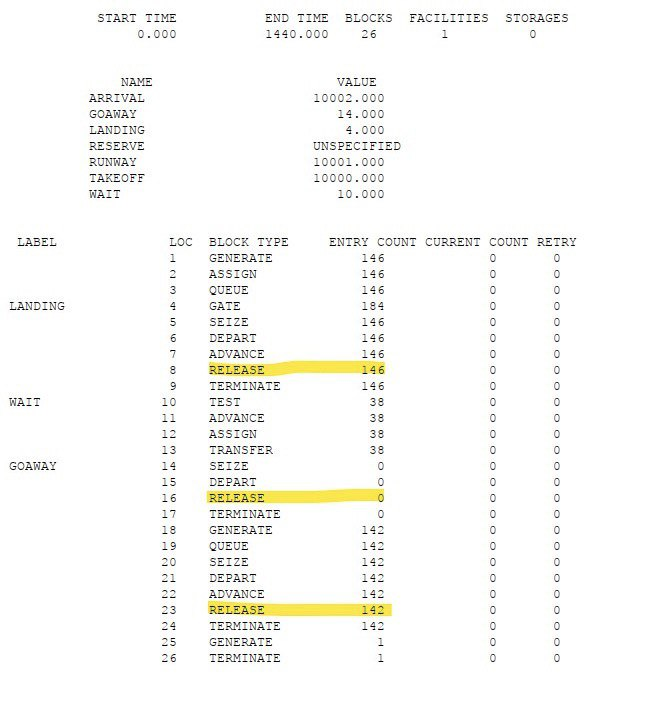 START TIME END TIME BLOCKS FACILITIES STORAGES
0.000 1440.000 26 1 0
NAME VALUE
ARRIVAL 10002.000
GOAWAY 14.000
LANDING 4.000
RESERVE UNSPECIFIED
RUNWAY 10001.000
TAKEOFF 10000.000
WAIT 10.000
LABEL LOC BLOCK TYPE ENTRY COUNT CURRENT COUNT RETRY
1 GENERATE 146 0 0
2 ASSIGN 146 0 0
3 QUEUE 146 0 0
LANDING 4 GATE 184 0 0
5 SEIZE 146 0 0
6 DEPART 146 0 0
7 ADVANCE 146 0 0
8 RELEASE 146 0 0
9 TERMINATE 146 0 0
WAIT 10 TEST 38 0 0
11 ADVANCE 38 0 0
12 ASSIGN 38 0 0
13 TRANSFER 38 0 0
GOAWAY 14 SEIZE 0 0 0
15 DEPART 0 0 0
16 RELEASE 0 0 0
17 TERMINATE 0 0 0
18 GENERATE 142 0 0
19 QUEUE 142 0 0
20 SEIZE 142 0 0
21 DEPART 142 0 0
22 ADVANCE 142 0 0
23 RELEASE 142 0 0
24 TERMINATE 142 0 0
25 GENERATE 1 0 0
26 TERMINATE 1 0 0